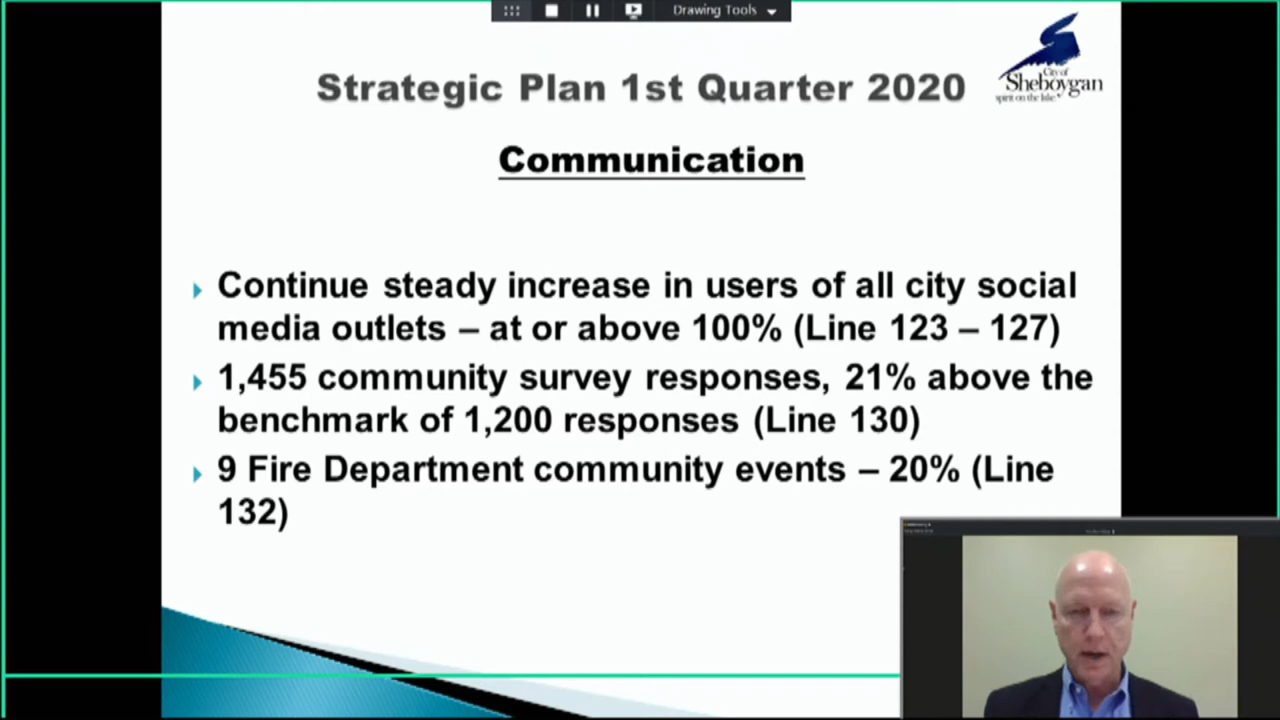 Drawing Tools
Strategic Plan 1st Quarter 2020
City of
Sheboygan
spirit on the lake.
Communication
Continue steady increase in users of all city social
media outlets – at or above 100% (Line 123 – 127)
1,455 community survey responses, 21% above the
benchmark of 1,200 responses (Line 130)
9 Fire Department community events – 20% (Line
132)